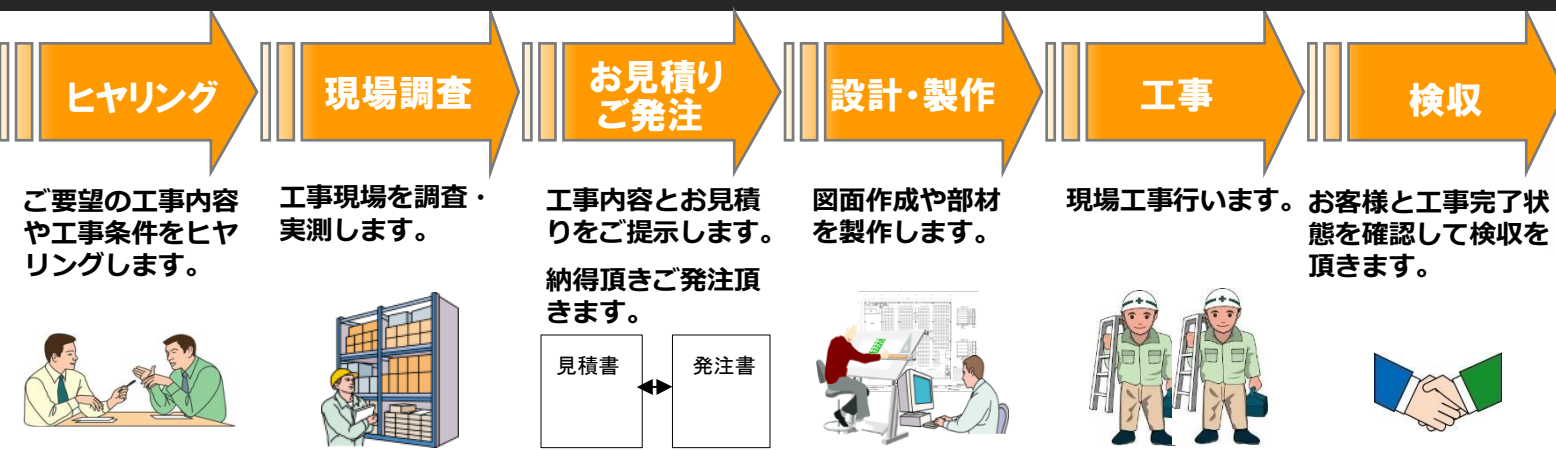 ヒヤリング
ご要望の工事内容
や工事条件をヒヤ
リングします。
現場調査
工事現場を調査・
実測します。
お見積り
ご発注
工事内容とお見積
りをご提示します。
納得頂きご発注頂
きます。
見積書
発注書
設計・製作
図面作成や部材
を製作します。
工事
現場工事行います。
検収
お客様と工事完了状
態を確認して検収を
頂きます。